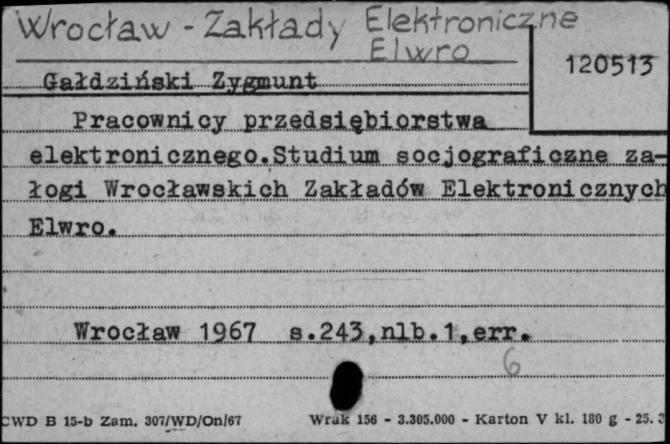 Wrocław - Zakłady Elektroniczne
Elwro
120513
Gałdziński Zygmunt
Pracownicy przedsiębiorstwa
elektronicznego.Studium socjograficzne za-
łogi Wrocławskich Zakładów Elektronicznych
Elwro.
Wrocław 1967 s.243,nlb.1,err.
6
CWD B 15-b Zam. 307/WD/On/67 Wrak 156 - 3.305.000 - Karton V kl. 180 g - 25.